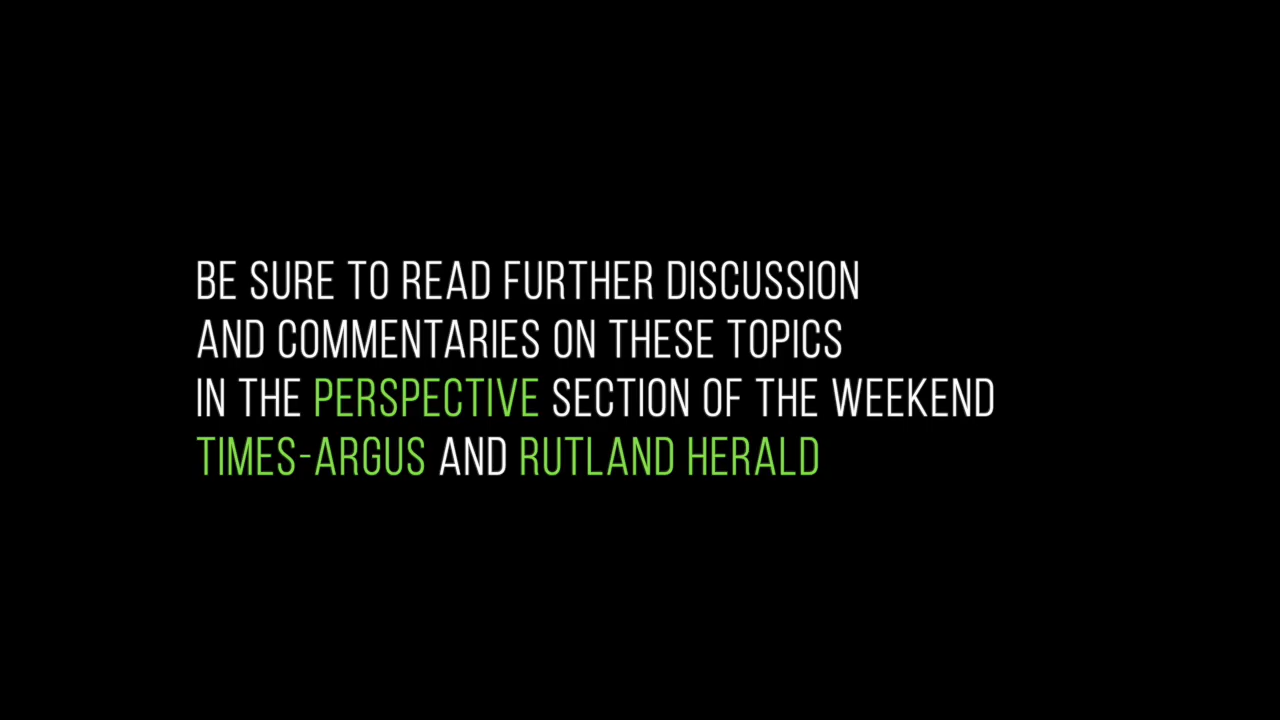 BE SURE TO READ FURTHER DISCUSSION
AND COMMENTARIES ON THESE TOPICS
IN THE PERSPECTIVE SECTION OF THE WEEKEND
TIMES-ARGUS AND RUTLAND HERALD